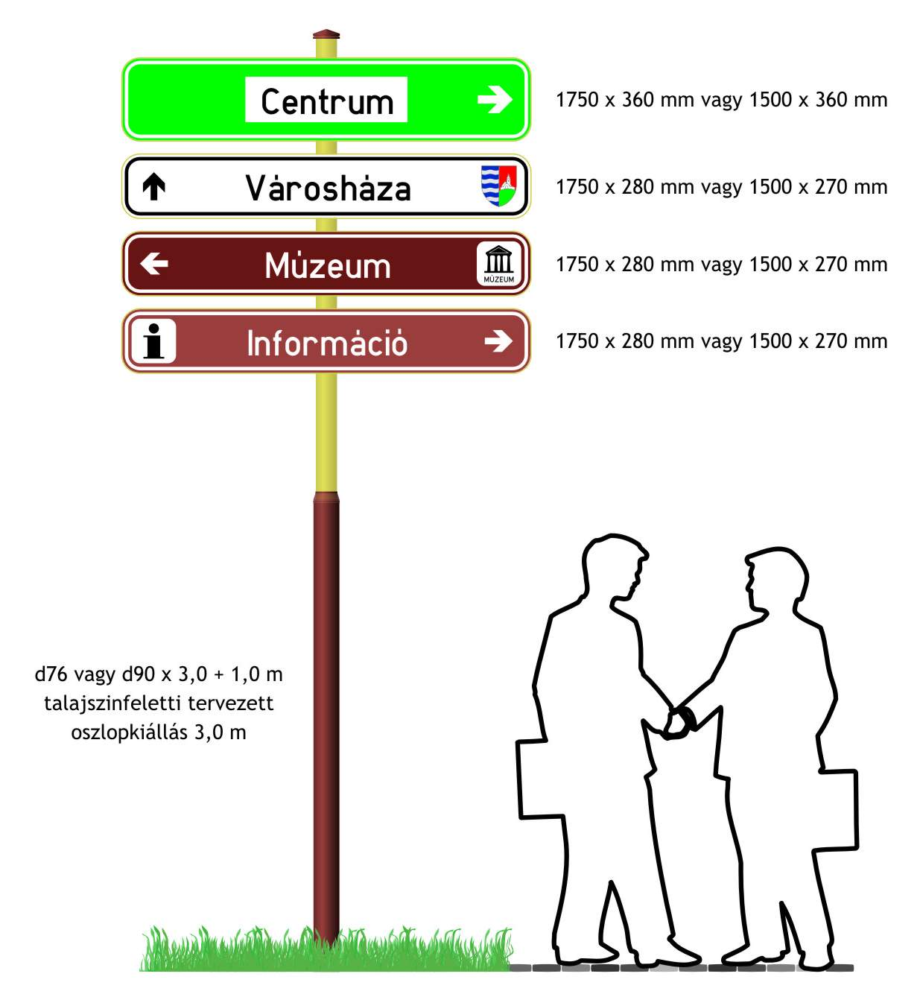 Centrum
1750 x 360 mm vagy 1500 x 360 mm
Városháza
1750 x 280 mm vagy 1500 x 270 mm
Múzeum
MÚZEUM
1750 x 280 mm vagy 1500 x 270 mm
i
Információ
1750 x 280 mm vagy 1500 x 270 mm
d76 vagy d90 x 3,0 + 1,0 m
talajszinfeletti tervezett
oszlopkiállás 3,0 m